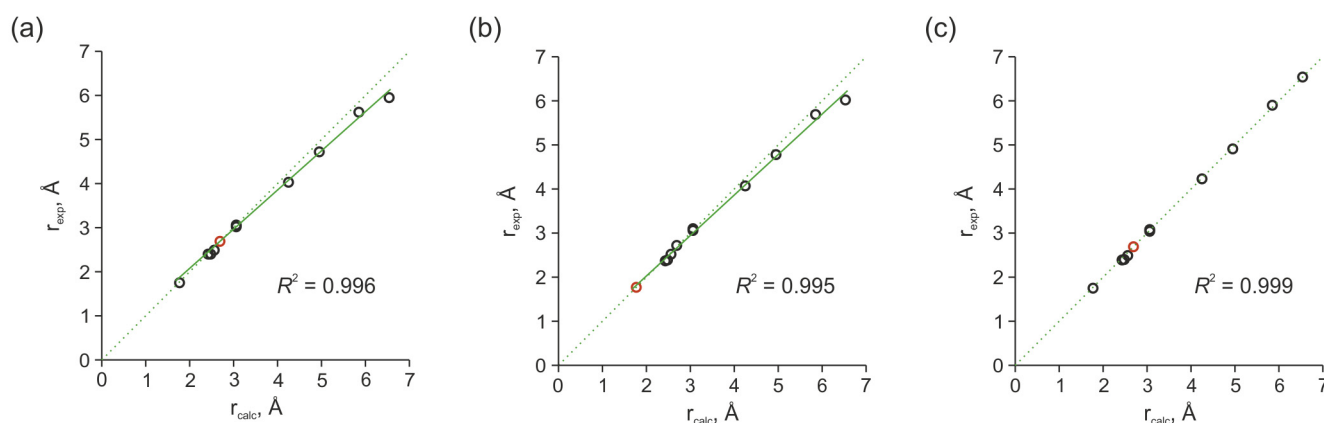 (a)
7
6
5
4
3
2
1
0
r_exp, Å
R² = 0.996
0 1 2 3 4 5 6 7
r_calc, Å
(b)
7
6
5
4
3
2
1
0
r_exp, Å
R² = 0.995
0 1 2 3 4 5 6 7
r_calc, Å
(c)
7
6
5
4
3
2
1
0
r_exp, Å
R² = 0.999
0 1 2 3 4 5 6 7
r_calc, Å